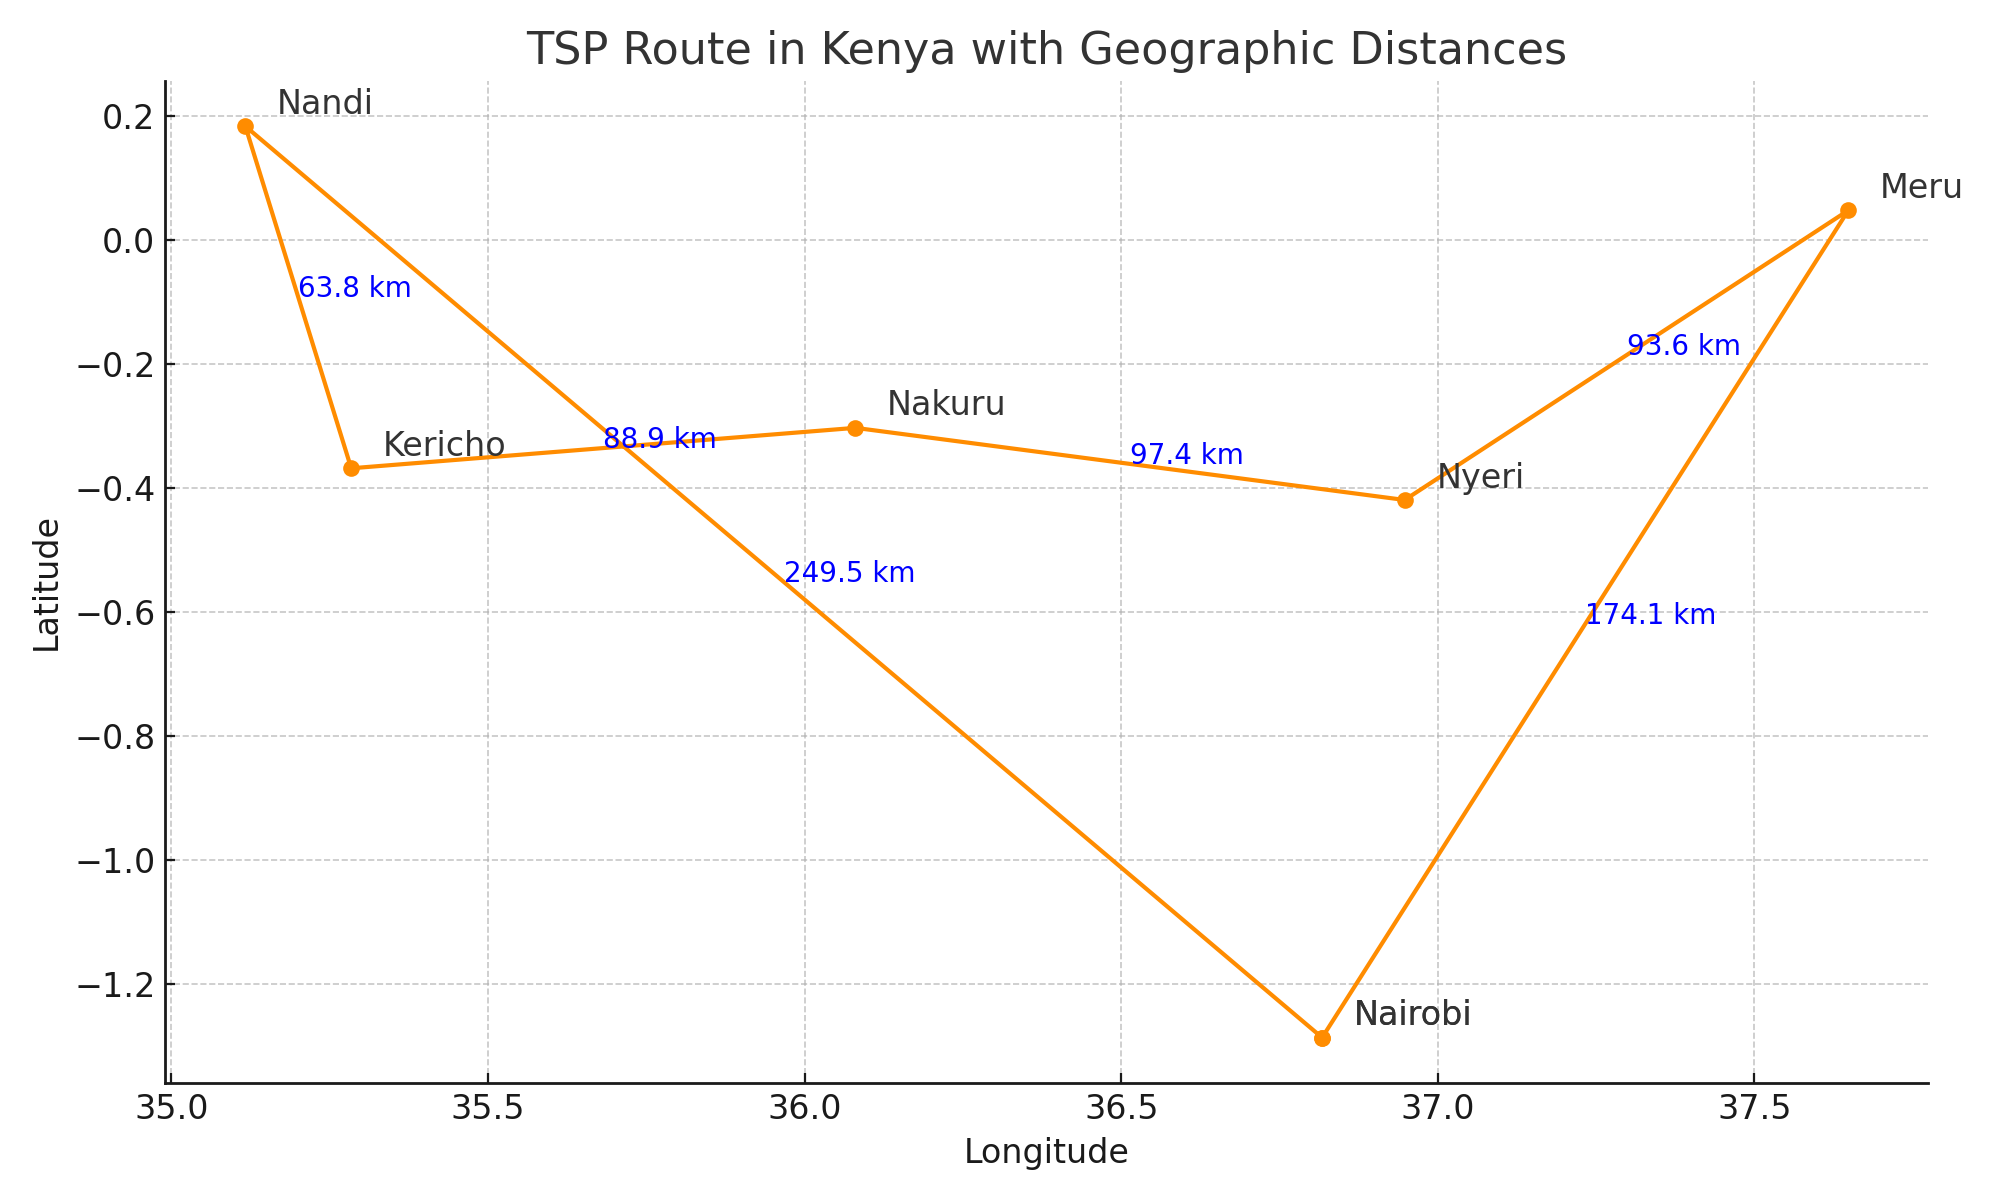 TSP Route in Kenya with Geographic Distances
Nandi
Meru
63.8 km
93.6 km
Nakuru
Kericho
88.9 km
97.4 km
Nyeri
249.5 km
174.1 km
Nairobi
0.2
0.0
−0.2
−0.4
−0.6
−0.8
−1.0
−1.2
Latitude
35.0 35.5 36.0 36.5 37.0 37.5
Longitude